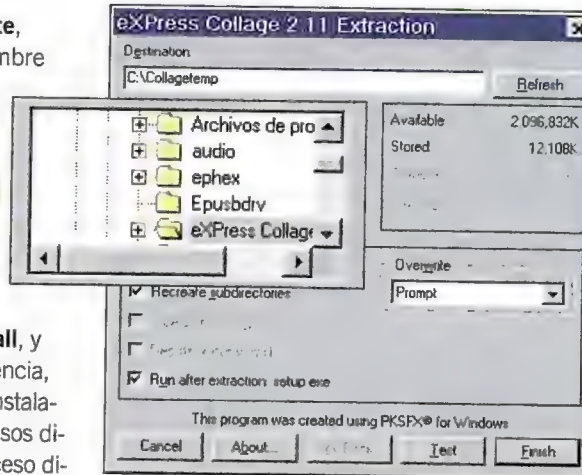 te,
mbre
all, y
encia,
nstala-
sos di-
ceso di-
eXPress Collage 2 11 Extraction
Destination
C:\Collagetemp
Refresh
Available 2,096,832K
Stored 12,108K
Archivos de pro
audio
ephex
Epusbdrv
eXPress Collage
Overwrite
Prompt
Recreate subdirectories
Run after extraction: setup exe
This program was created using PKSFX® for Windows
Cancel About... Test Finish